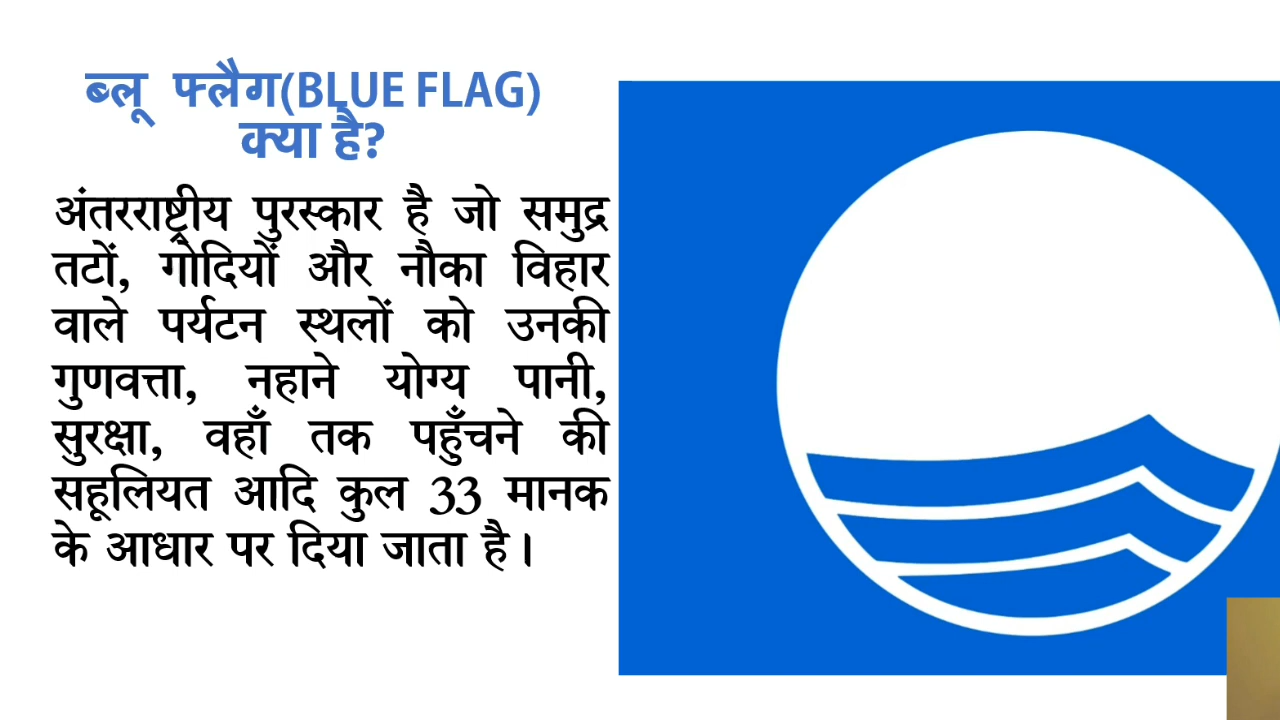 ब्लू फ्लैग(BLUE FLAG)
क्या है?
अंतरराष्ट्रीय पुरस्कार है जो समुद्र
तटों, गोदियों और नौका विहार
वाले पर्यटन स्थलों को उनकी
गुणवत्ता, नहाने योग्य पानी,
सुरक्षा, वहाँ तक पहुँचने की
सहूलियत आदि कुल 33 मानक
के आधार पर दिया जाता है।